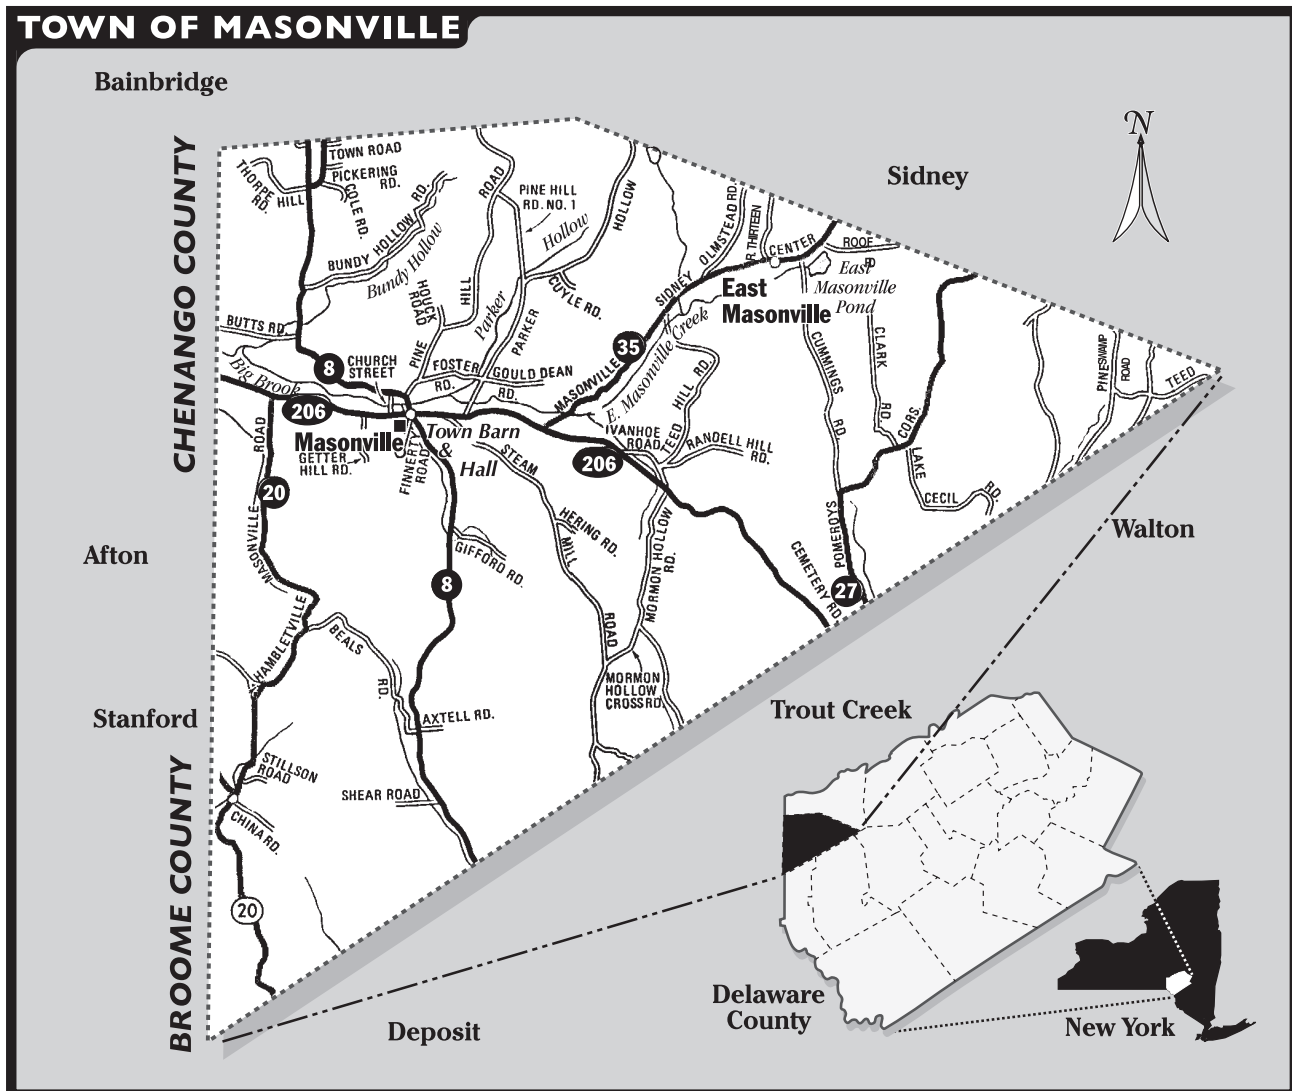 TOWN OF MASONVILLE
Bainbridge
N
CHENANGO COUNTY
Sidney
TOWN ROAD
PICKERING
RD.
THORPE
HILL
RD.
COLE RD.
BUNDY HOLLOW RD.
Bundy Hollow
ROAD
PINE HILL
RD. NO. 1
Hollow
HOLLOW
OLMSTEAD RD.
THIRTEEN
CENTER
ROOF
RD
East
Masonville
Pond
East
Masonville
SIDNEY
CUYLE RD.
HOUCK
ROAD
HILL
Parker
PARKER
PINE
BUTTS RD.
35
E. Masonville Creek
CUMMINGS
RD.
CLARK
RD
PINE SWAMP
ROAD
TEED
Big Brook
8
CHURCH
STREET
FOSTER
RD.
GOULD DEAN
RD.
MASONVILLE
TEED
HILL RD.
206
Masonville
Town Barn
&
Hall
IVANHOE
ROAD
RANDELL HILL
RD.
206
CORS.
LAKE
CECIL
RD.
ROAD
GETTER
HILL RD.
FINNERTY
ROAD
STEAM
MILL
ROAD
20
HERING RD.
MORMON HOLLOW
RD.
POMEROYS
CEMETERY RD.
27
Walton
MASONVILLE
Afton
GIFFORD RD.
8
HAMBLETVILLE
BEALS
RD.
MORMON
HOLLOW
CROSSRD.
Stanford
AXTELL RD.
Trout Creek
STILLSON
ROAD
SHEAR ROAD
CHINA RD.
BROOME COUNTY
20
Deposit
Delaware
County
New York